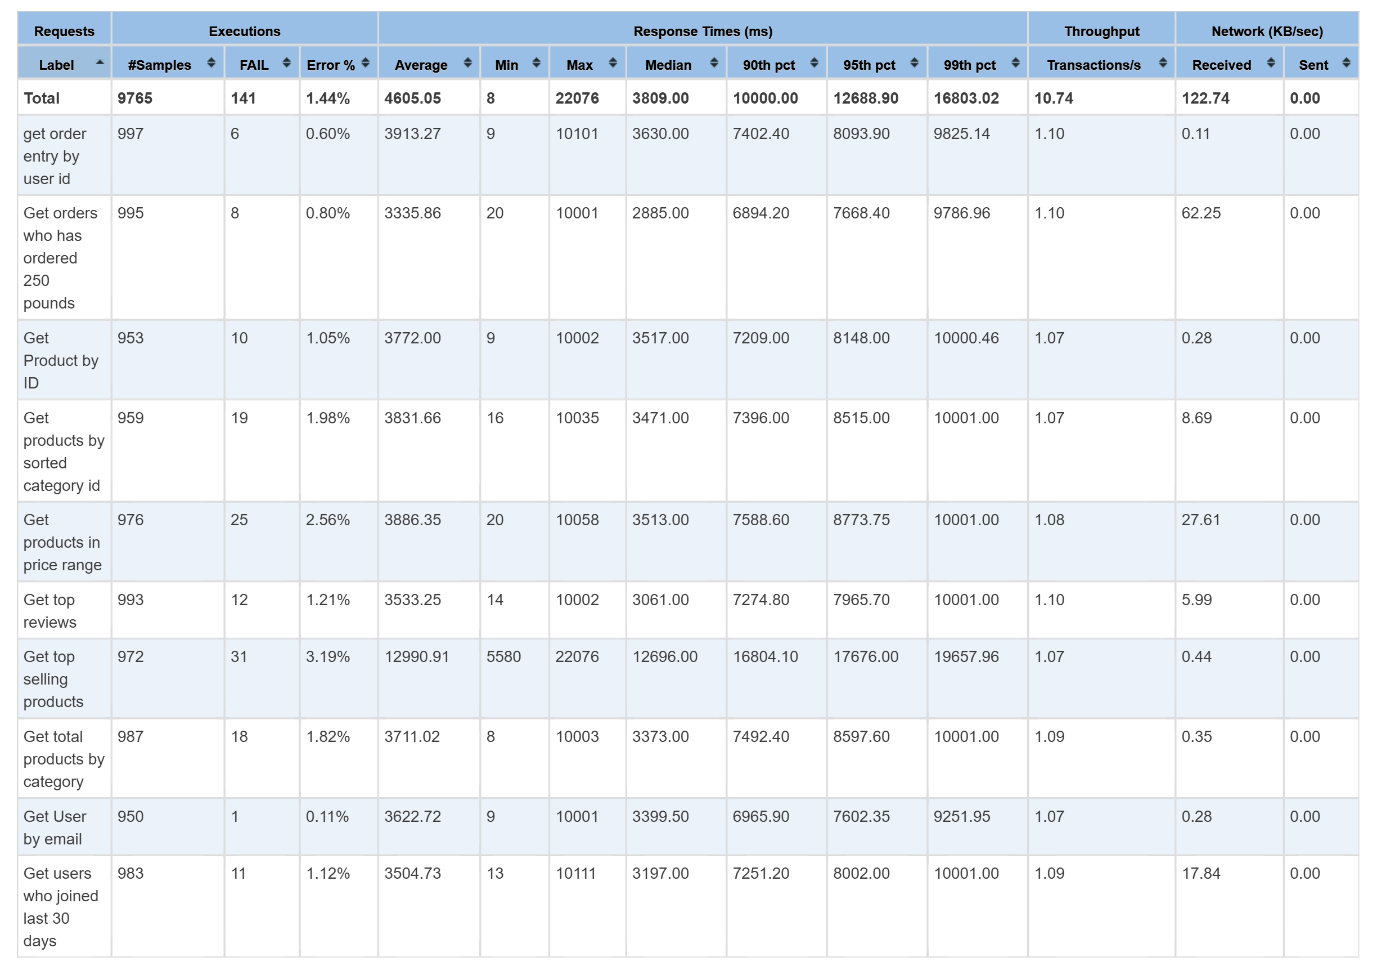 Requests Executions Response Times (ms) Throughput Network (KB/sec)
Label #Samples FAIL Error % Average Min Max Median 90th pct 95th pct 99th pct Transactions/s Received Sent
Total 9765 141 1.44% 4605.05 8 22076 3809.00 10000.00 12688.90 16803.02 10.74 122.74 0.00
get order 997 6 0.60% 3913.27 9 10101 3630.00 7402.40 8093.90 9825.14 1.10 0.11 0.00
entry by
user id
Get orders 995 8 0.80% 3335.86 20 10001 2885.00 6894.20 7668.40 9786.96 1.10 62.25 0.00
who has
ordered
250
pounds
Get 953 10 1.05% 3772.00 9 10002 3517.00 7209.00 8148.00 10000.46 1.07 0.28 0.00
Product by
ID
Get 959 19 1.98% 3831.66 16 10035 3471.00 7396.00 8515.00 10001.00 1.07 8.69 0.00
products by
sorted
category id
Get 976 25 2.56% 3886.35 20 10058 3513.00 7588.60 8773.75 10001.00 1.08 27.61 0.00
products in
price range
Get top 993 12 1.21% 3533.25 14 10002 3061.00 7274.80 7965.70 10001.00 1.10 5.99 0.00
reviews
Get top 972 31 3.19% 12990.91 5580 22076 12696.00 16804.10 17676.00 19657.96 1.07 0.44 0.00
selling
products
Get total 987 18 1.82% 3711.02 8 10003 3373.00 7492.40 8597.60 10001.00 1.09 0.35 0.00
products by
category
Get User 950 1 0.11% 3622.72 9 10001 3399.50 6965.90 7602.35 9251.95 1.07 0.28 0.00
by email
Get users 983 11 1.12% 3504.73 13 10111 3197.00 7251.20 8002.00 10001.00 1.09 17.84 0.00
who joined
last 30
days